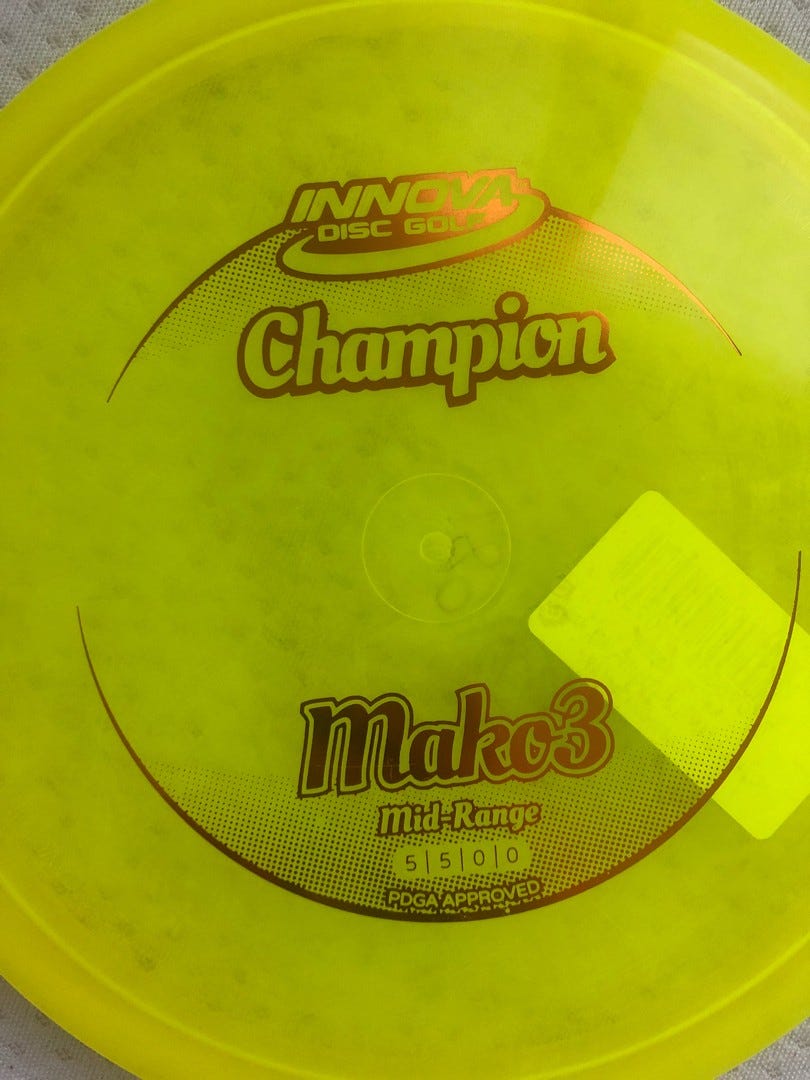 INNOVA
DISC GOLF
Champion
Mako3
Mid-Range
5|5|0|0
PDGA APPROVED